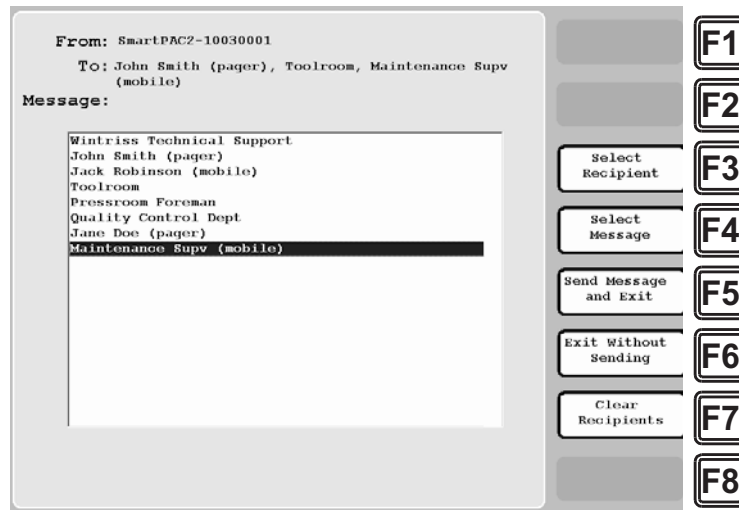 From: SmartPAC2-10030001
To: John Smith (pager), Toolroom, Maintenance Supv
(mobile)
Message:
Wintriss Technical Support
John Smith (pager)
Jack Robinson (mobile)
Toolroom
Pressroom Foreman
Quality Control Dept
Jane Doe (pager)
Maintenance Supv (mobile)
F1
F2
Select
Recipient
F3
Select
Message
F4
Send Message
and Exit
F5
Exit Without
Sending
F6
Clear
Recipients
F7
F8